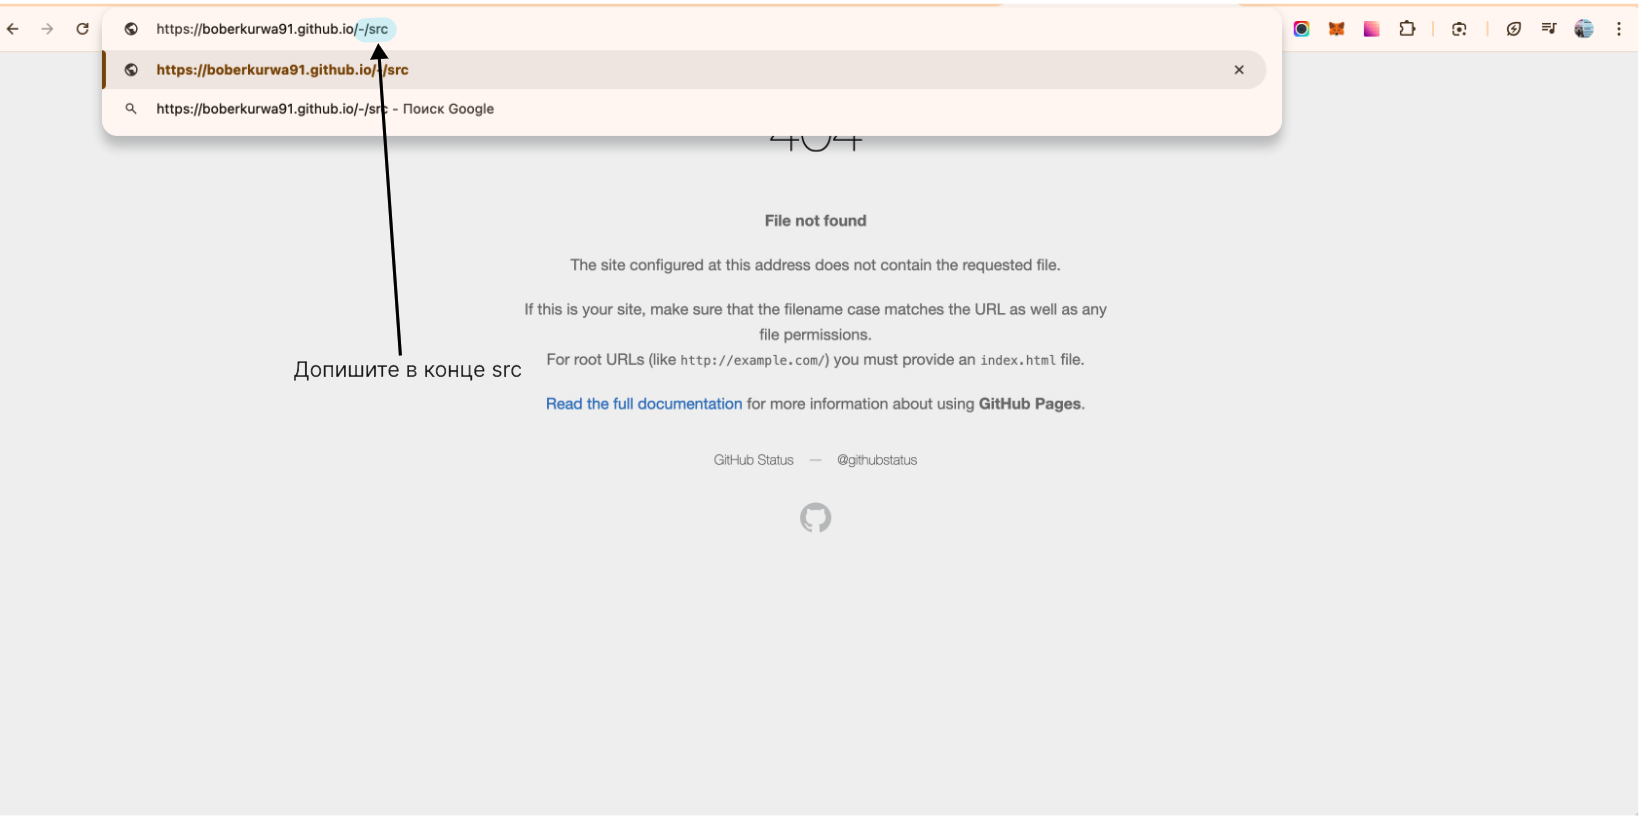 https://boberkurwa91.github.io/-/src
https://boberkurwa91.github.io/-/src
https://boberkurwa91.github.io/-/src - Поиск Google
404
File not found
The site configured at this address does not contain the requested file.
If this is your site, make sure that the filename case matches the URL as well as any
file permissions.
For root URLs (like http://example.com/) you must provide an index.html file.
Допишите в конце src
Read the full documentation for more information about using GitHub Pages.
GitHub Status — @githubstatus